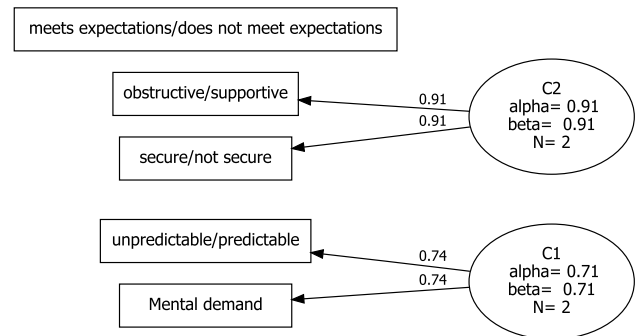 meets expectations/does not meet expectations
obstructive/supportive
0.91
0.91
C2
alpha= 0.91
beta=  0.91
N= 2
secure/not secure
unpredictable/predictable
0.74
0.74
C1
alpha= 0.71
beta=  0.71
N= 2
Mental demand